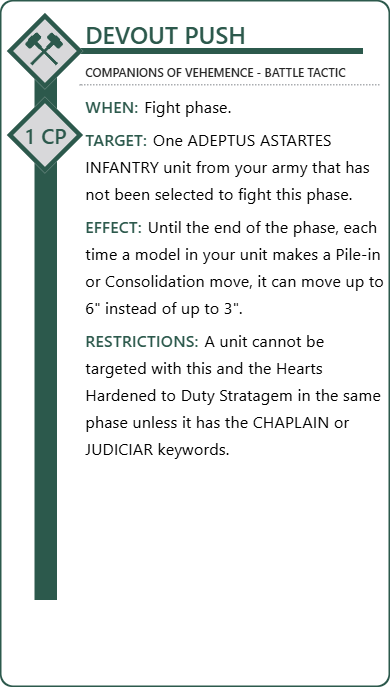 DEVOUT PUSH
COMPANIONS OF VEHEMENCE - BATTLE TACTIC
1 CP
WHEN: Fight phase.
TARGET: One ADEPTUS ASTARTES
INFANTRY unit from your army that has
not been selected to fight this phase.
EFFECT: Until the end of the phase, each
time a model in your unit makes a Pile-in
or Consolidation move, it can move up to
6" instead of up to 3".
RESTRICTIONS: A unit cannot be
targeted with this and the Hearts
Hardened to Duty Stratagem in the same
phase unless it has the CHAPLAIN or
JUDICIAR keywords.